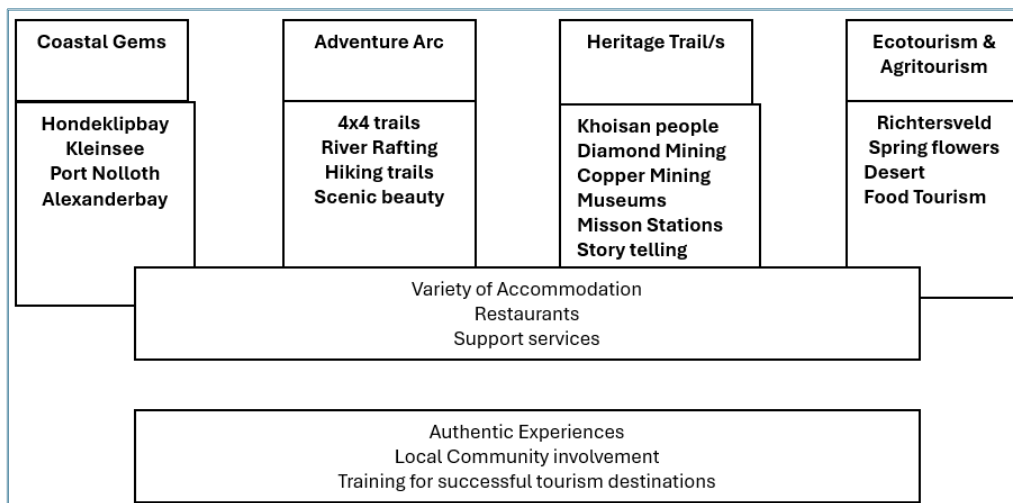 Coastal Gems
Hondeklipbay
Kleinsee
Port Nolloth
Alexanderbay
Adventure Arc
4x4 trails
River Rafting
Hiking trails
Scenic beauty
Heritage Trail/s
Khoisan people
Diamond Mining
Copper Mining
Museums
Misson Stations
Story telling
Ecotourism &
Agritourism
Richtersveld
Spring flowers
Desert
Food Tourism
Variety of Accommodation
Restaurants
Support services
Authentic Experiences
Local Community involvement
Training for successful tourism destinations